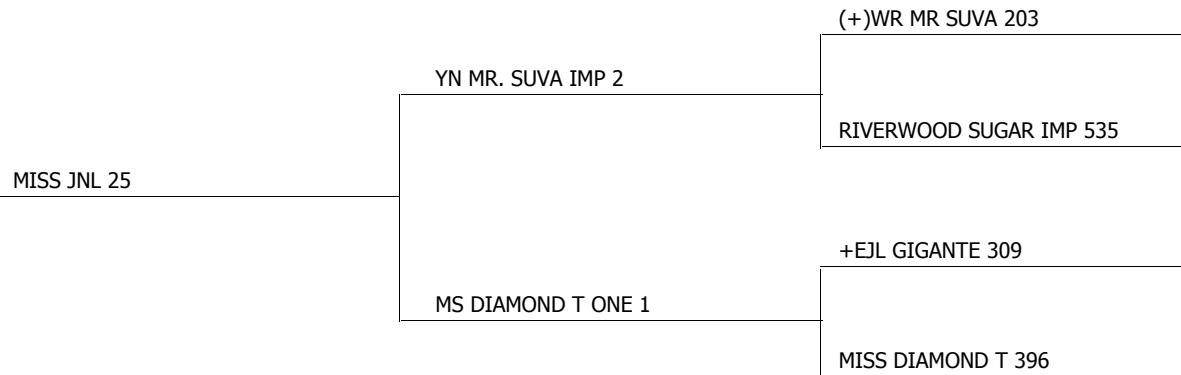 (+)WR MR SUVA 203
YN MR. SUVA IMP 2
RIVERWOOD SUGAR IMP 535
MISS JNL 25
+EJL GIGANTE 309
MS DIAMOND T ONE 1
MISS DIAMOND T 396